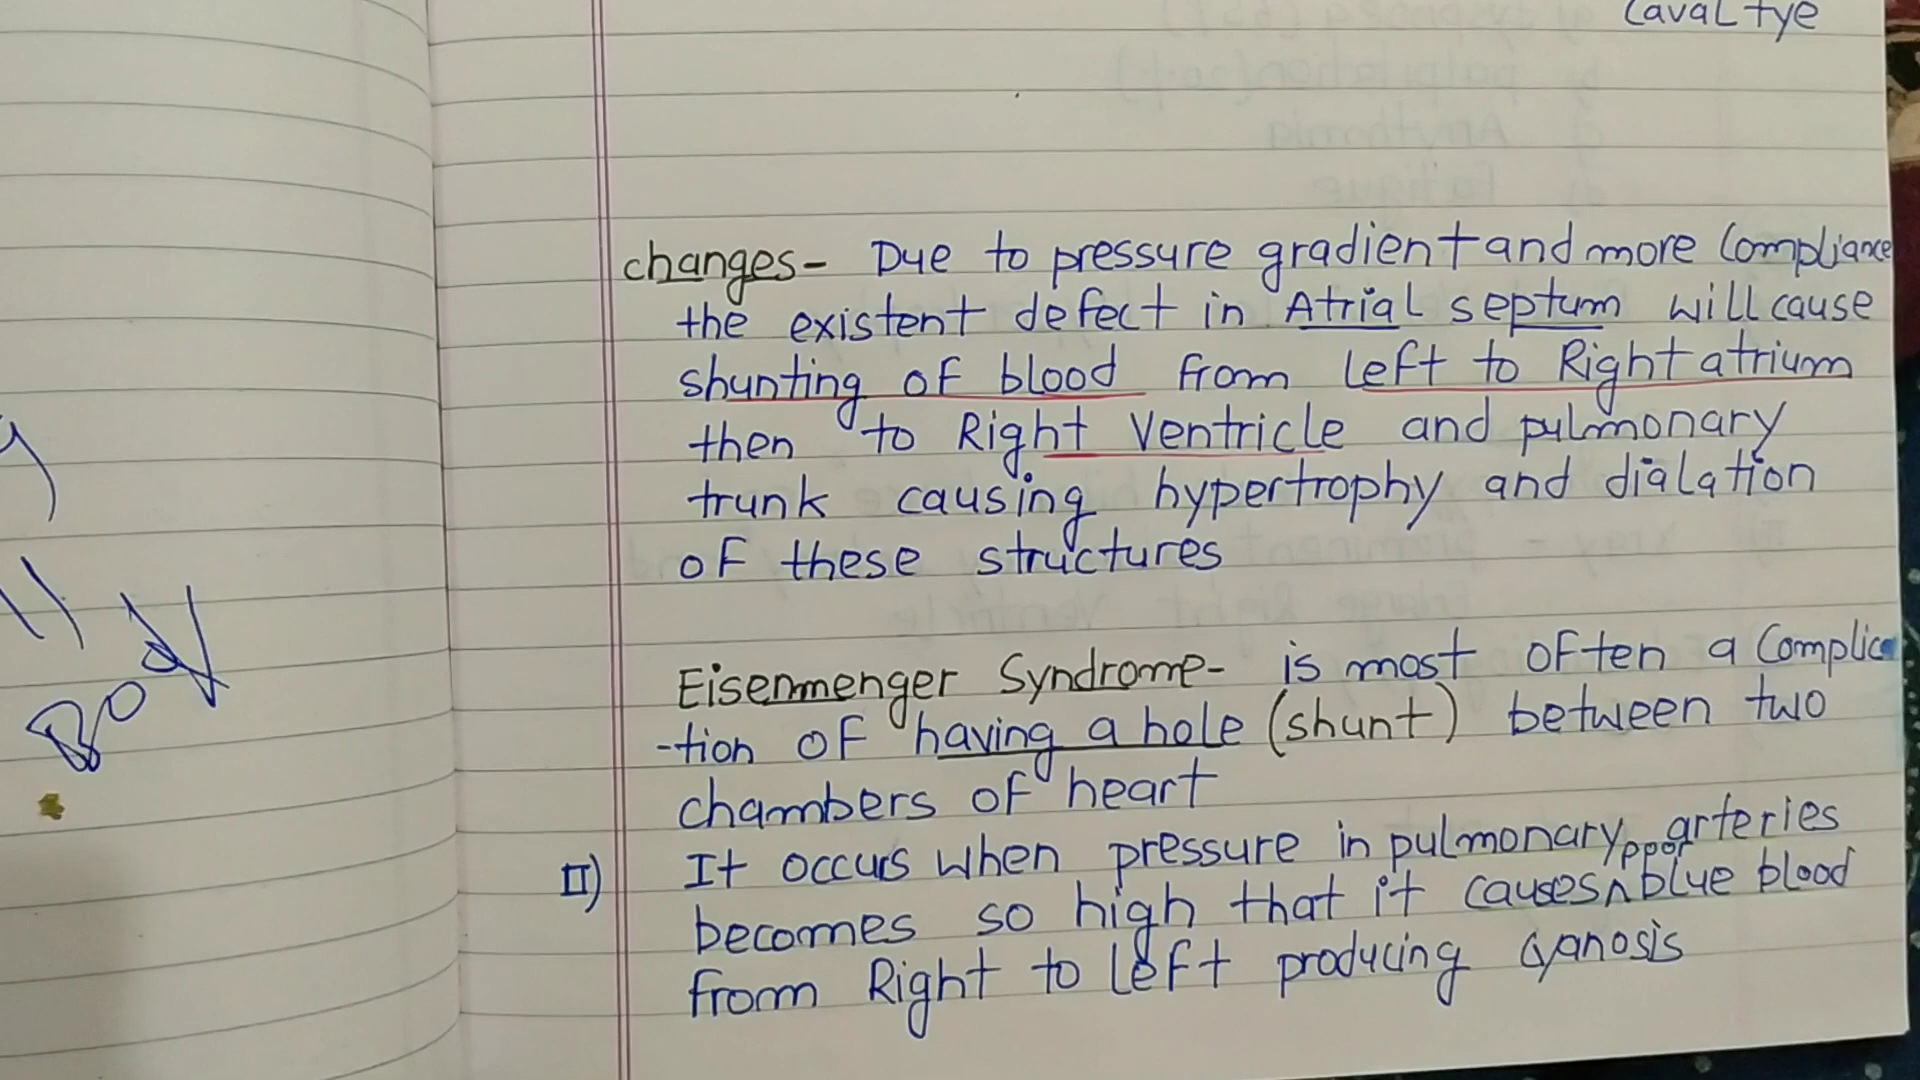 Caval tye
changes- Due to pressure gradient and more Compliance
the existent defect in Atrial septum will cause
shunting of blood from left to Right atrium
then to Right Ventricle and pulmonary
trunk causing hypertrophy and dialation
of these structures
Eisenmenger Syndrome- is most often a Complica
-tion of having a hole (shunt) between two
chambers of heart
II) It occurs when pressure in pulmonary arteries
becomes so high that it causes poor blue blood
from Right to left producing cyanosis